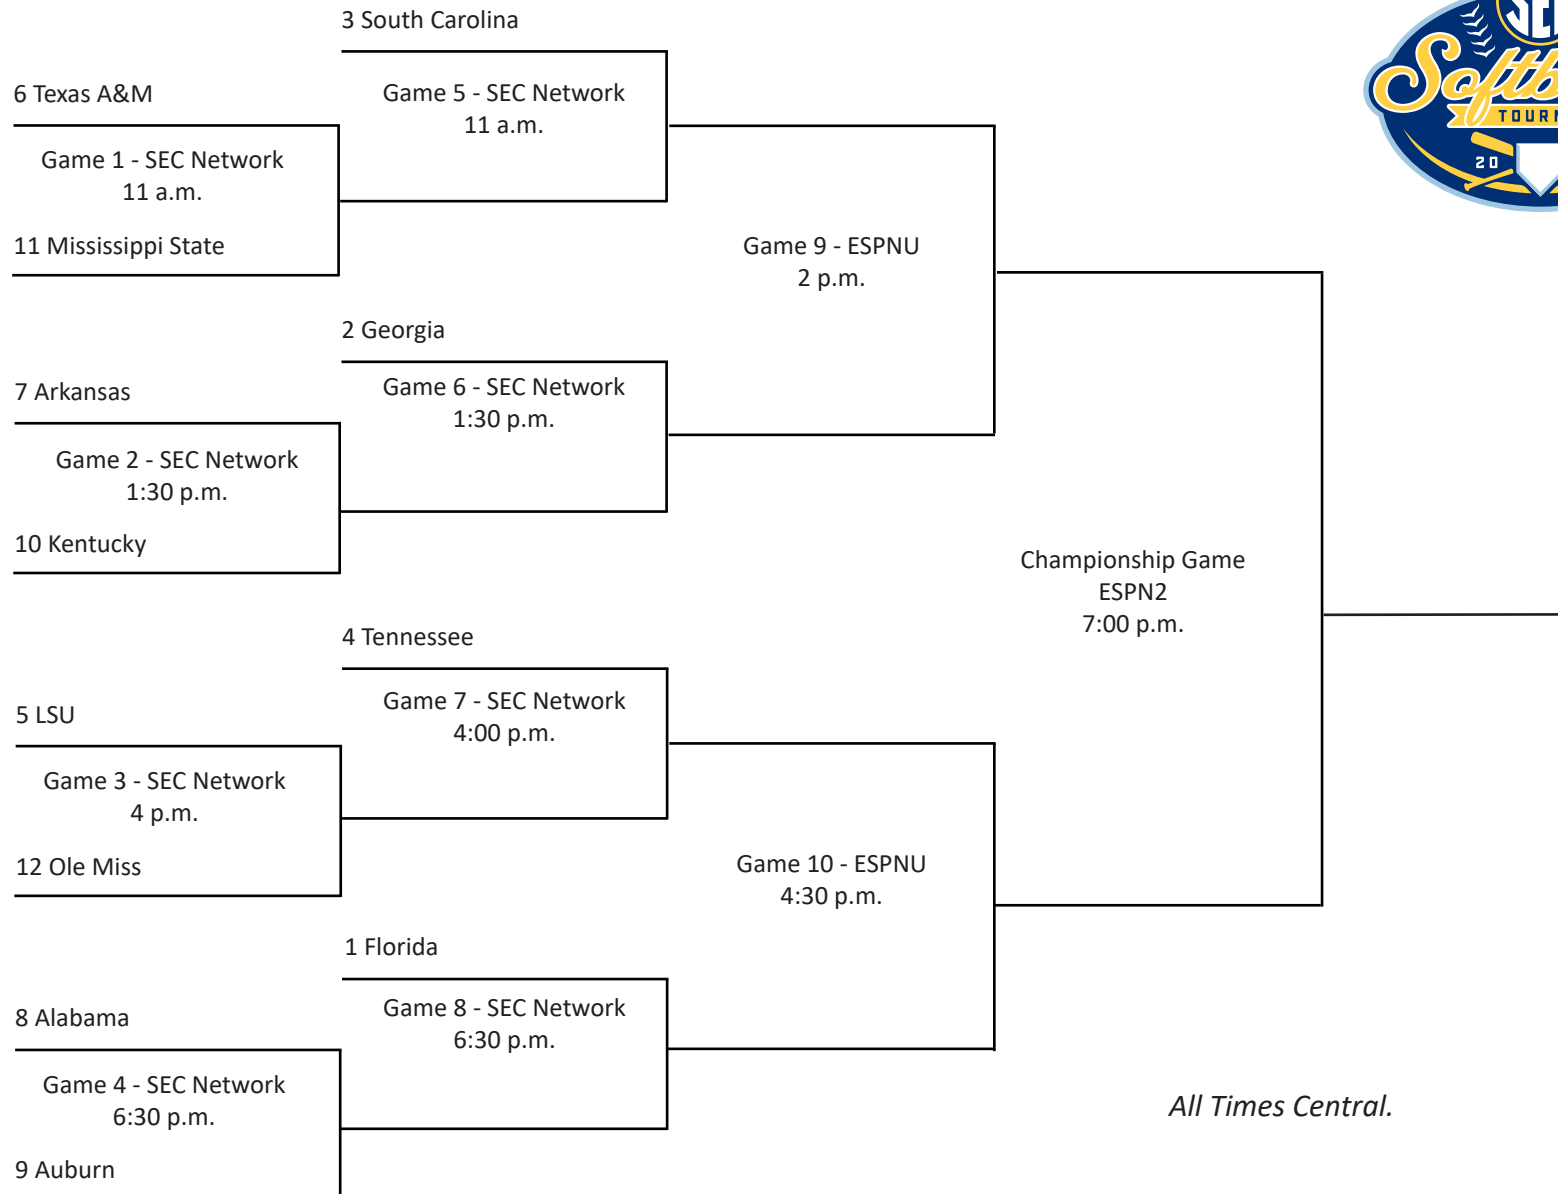 3 South Carolina
6 Texas A&M
Game 5 - SEC Network
11 a.m.
Game 1 - SEC Network
11 a.m.
11 Mississippi State
Game 9 - ESPNU
2 p.m.
2 Georgia
7 Arkansas
Game 6 - SEC Network
1:30 p.m.
Game 2 - SEC Network
1:30 p.m.
10 Kentucky
Championship Game
ESPN2
7:00 p.m.
4 Tennessee
5 LSU
Game 7 - SEC Network
4:00 p.m.
Game 3 - SEC Network
4 p.m.
12 Ole Miss
Game 10 - ESPNU
4:30 p.m.
1 Florida
8 Alabama
Game 8 - SEC Network
6:30 p.m.
Game 4 - SEC Network
6:30 p.m.
9 Auburn
All Times Central.
20